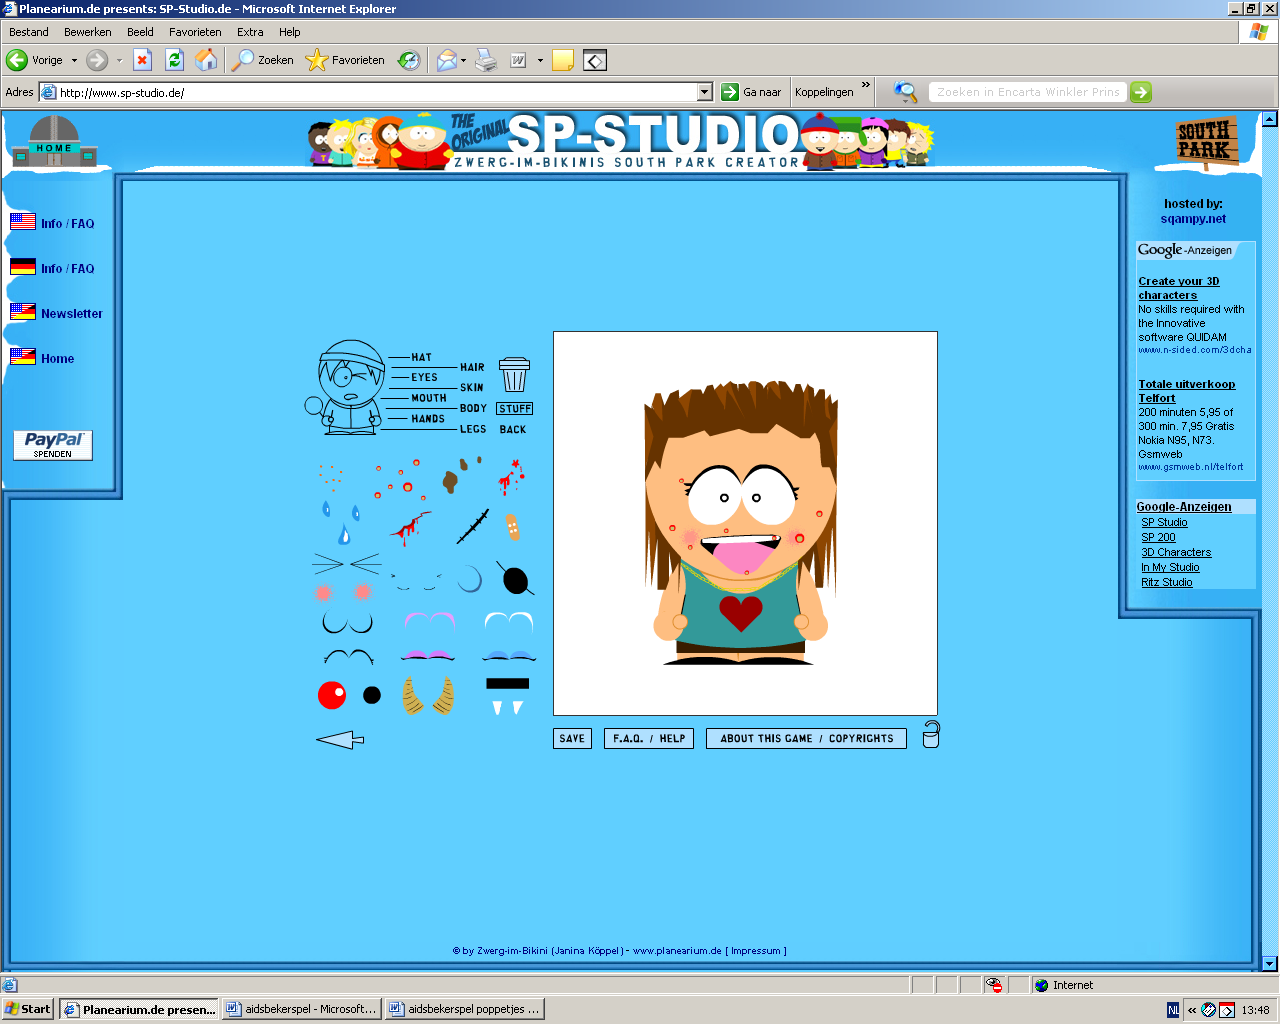 Planearium.de presents: SP-Studio.de - Microsoft Internet Explorer
Bestand Bewerken Beeld Favorieten Extra Help
Vorige Zoeken Favorieten
Adres http://www.sp-studio.de/ Ga naar Koppelingen » Zoeken in Encarta Winkler Prins
HOME
THE ORIGINAL SP-STUDIO
ZWERG-IM-BIKINIS SOUTH PARK CREATOR
SOUTH PARK
Info / FAQ
Info / FAQ
Newsletter
Home
PayPal
SPENDEN
HAT
HAIR
EYES
SKIN
MOUTH
BODY
HANDS
LEGS
STUFF
BACK
SAVE
F.A.Q. / HELP
ABOUT THIS GAME / COPYRIGHTS
hosted by:
sqampy.net
Google-Anzeigen
Create your 3D
characters
No skills required with
the Innovative
software QUIDAM
www.n-sided.com/3dcha
Totale uitverkoop
Telfort
200 minuten 5,95 of
300 min. 7,95 Gratis
Nokia N95, N73.
Gsmweb
www.gsmweb.nl/telfort
Google-Anzeigen
SP Studio
SP 200
3D Characters
In My Studio
Ritz Studio
© by Zwerg-im-Bikini (Janina Köppel) - www.planearium.de [ Impressum ]
Internet
Start Planearium.de presen... aidsbekerspel - Microsoft... aidsbekerspel poppetjes ... NL « 13:48